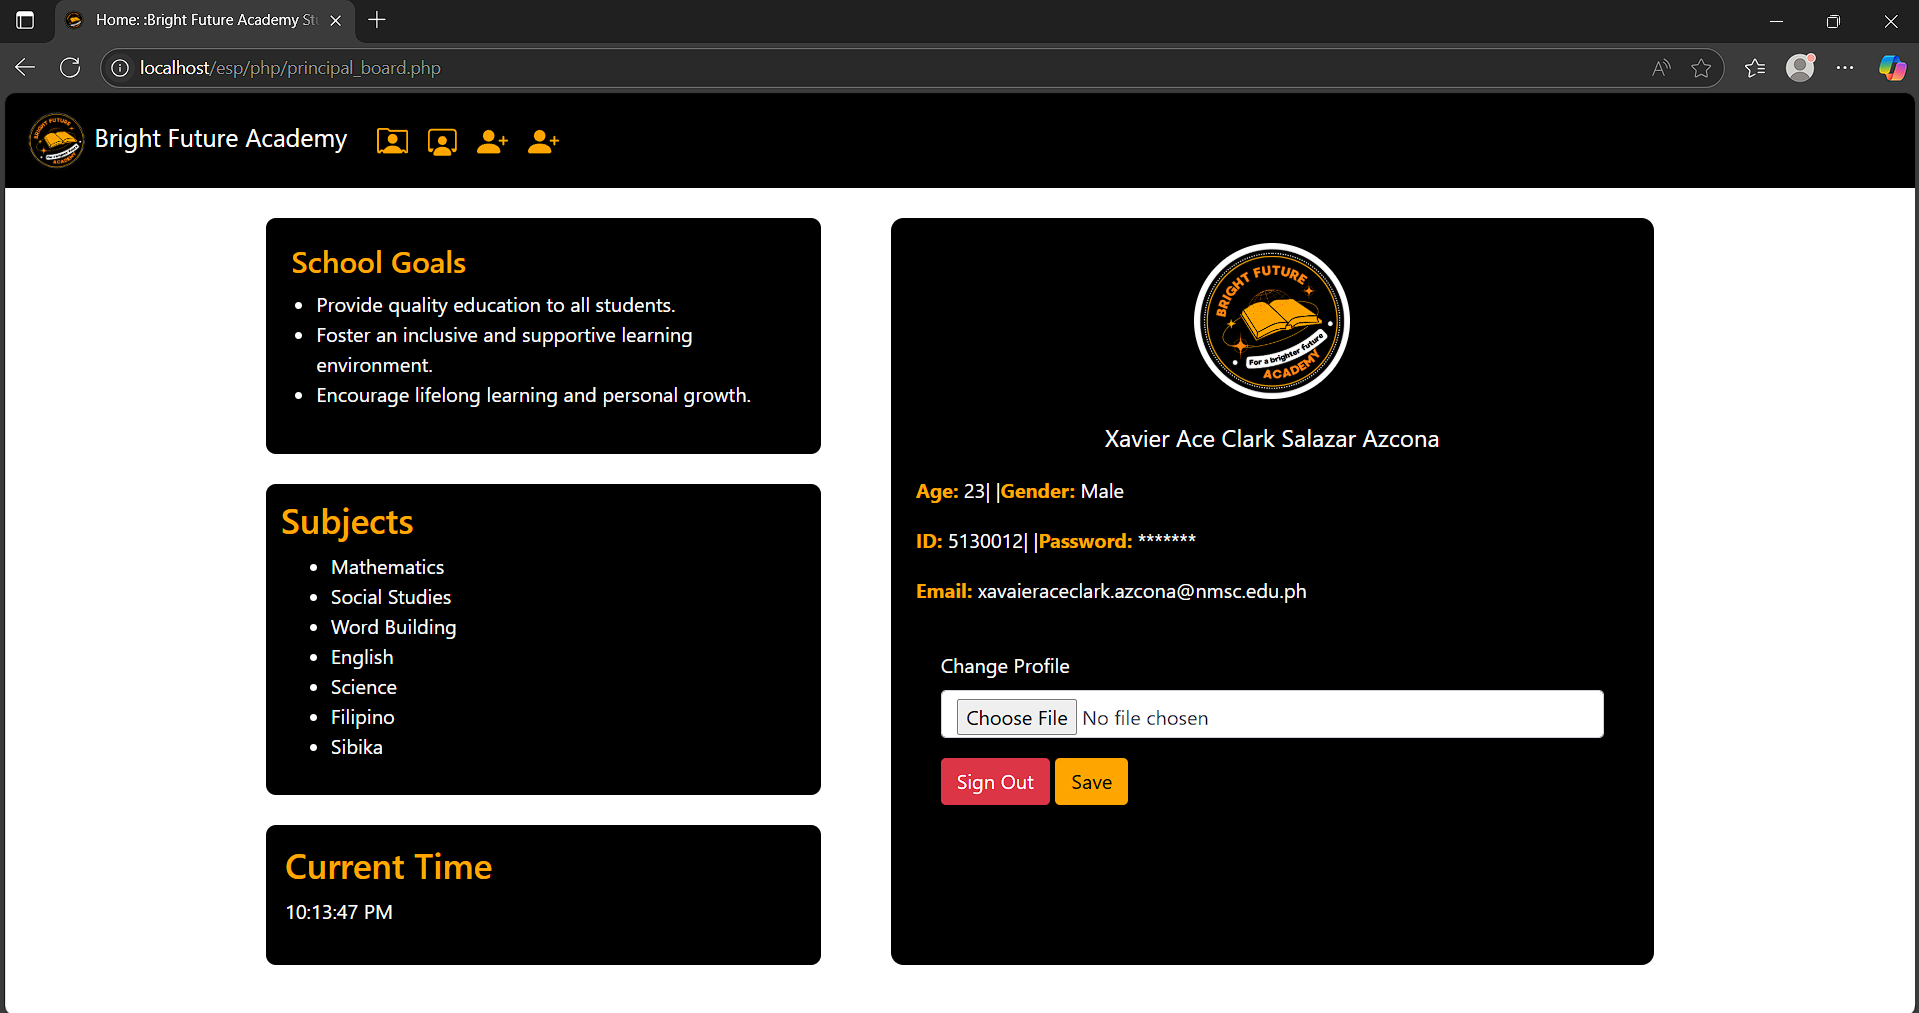 Home: :Bright Future Academy St
localhost/esp/php/principal_board.php
Bright Future Academy
School Goals
• Provide quality education to all students.
• Foster an inclusive and supportive learning
environment.
• Encourage lifelong learning and personal growth.
Subjects
• Mathematics
• Social Studies
• Word Building
• English
• Science
• Filipino
• Sibika
Current Time
10:13:47 PM
BRIGHT FUTURE
For a brighter future
ACADEMY
Xavier Ace Clark Salazar Azcona
Age: 23| |Gender: Male
ID: 5130012| |Password: *******
Email: xavaieraceclark.azcona@nmsc.edu.ph
Change Profile
Choose File No file chosen
Sign Out Save